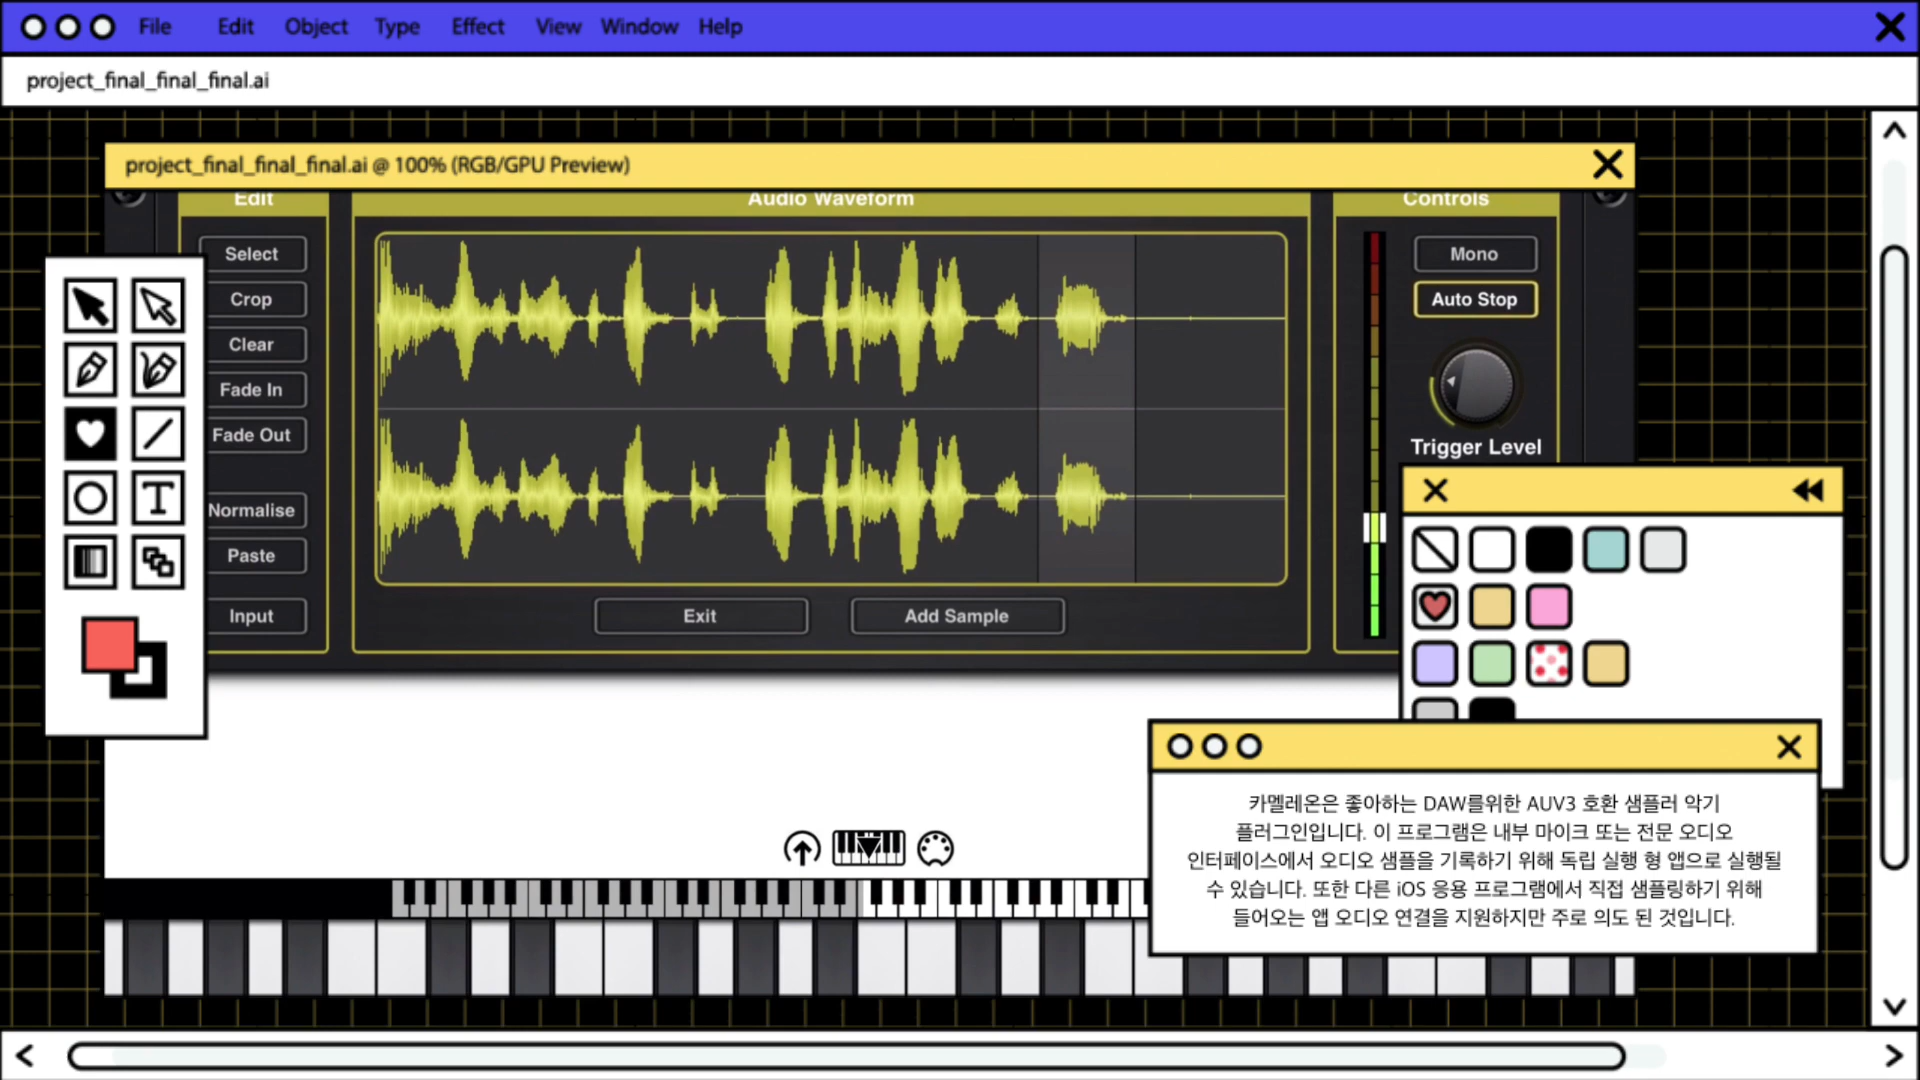 File Edit Object Type Effect View Window Help
project_final_final_final.ai
project_final_final_final.ai @ 100% (RGB/GPU Preview)
Edit
Audio Waveform
Controls
Select
Crop
Clear
Fade In
Fade Out
Normalise
Paste
Input
Exit
Add Sample
Mono
Auto Stop
Trigger Level
T
카멜레온은 좋아하는 DAW를위한 AUV3 호환 샘플러 악기
플러그인입니다. 이 프로그램은 내부 마이크 또는 전문 오디오
인터페이스에서 오디오 샘플을 기록하기 위해 독립 실행 형 앱으로 실행될
수 있습니다. 또한 다른 iOS 응용 프로그램에서 직접 샘플링하기 위해
들어오는 앱 오디오 연결을 지원하지만 주로 의도 된 것입니다.